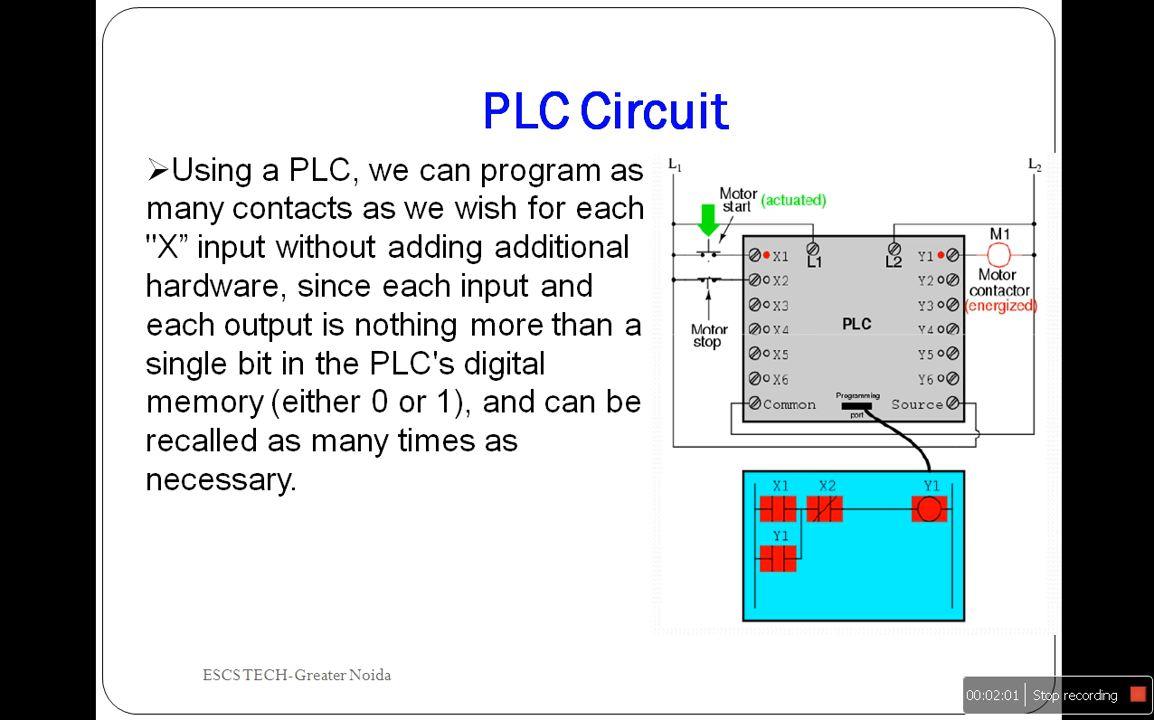 PLC Circuit
➢Using a PLC, we can program as
many contacts as we wish for each
"X” input without adding additional
hardware, since each input and
each output is nothing more than a
single bit in the PLC's digital
memory (either 0 or 1), and can be
recalled as many times as
necessary.
L1
L2
Motor
start
(actuated)
M1
X1
L1
L2
Y1
X2
Y2
Motor
contactor
(energized)
X3
Y3
Motor
stop
X4
PLC
Y4
X5
Y5
X6
Y6
Common
Programming
port
Source
X1
X2
Y1
Y1
ESCS TECH-Greater Noida
00:02:01
Stop recording